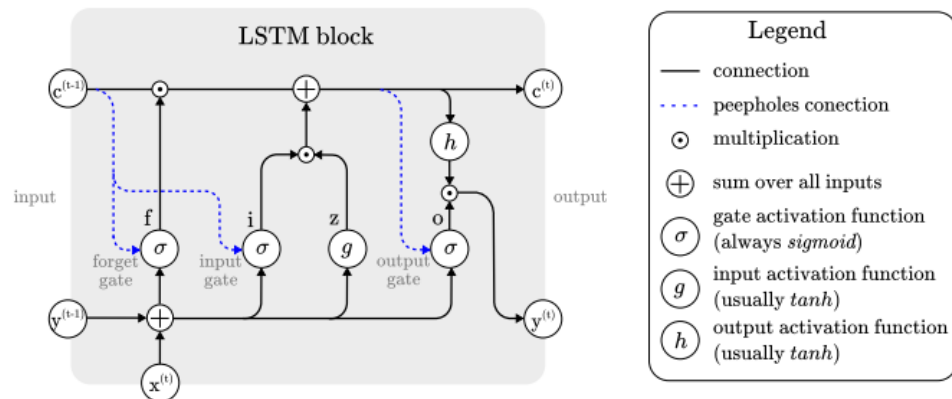 LSTM block
c(t-1)
c(t)
h
input
output
f
i
z
o
σ
σ
g
σ
forget
gate
input
gate
output
gate
y(t-1)
y(t)
x(t)
Legend
connection
peepholes conection
multiplication
sum over all inputs
σ
gate activation function
(always sigmoid)
g
input activation function
(usually tanh)
h
output activation function
(usually tanh)